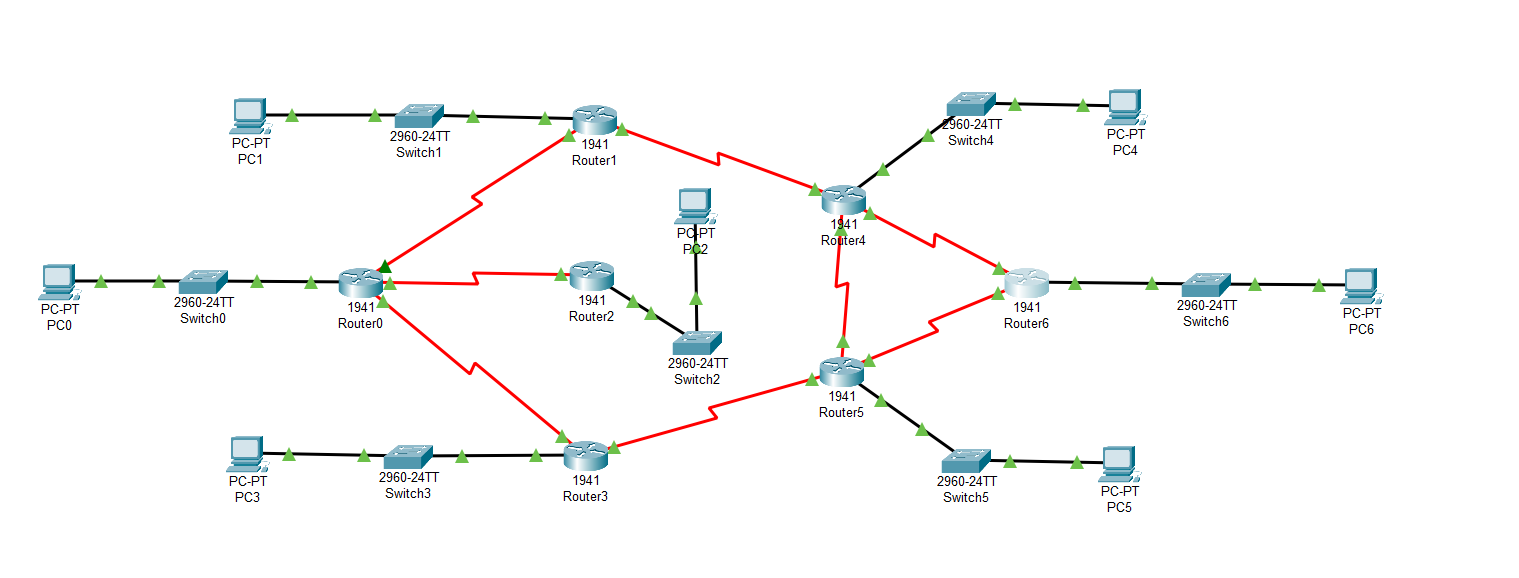 PC-PT
PC1
2960-24TT
Switch1
1941
Router1
2960-24TT
Switch4
PC-PT
PC4
PC-PT
PC2
1941
Router4
PC-PT
PC0
2960-24TT
Switch0
1941
Router0
1941
Router2
1941
Router6
2960-24TT
Switch6
PC-PT
PC6
2960-24TT
Switch2
1941
Router5
PC-PT
PC3
2960-24TT
Switch3
1941
Router3
2960-24TT
Switch5
PC-PT
PC5